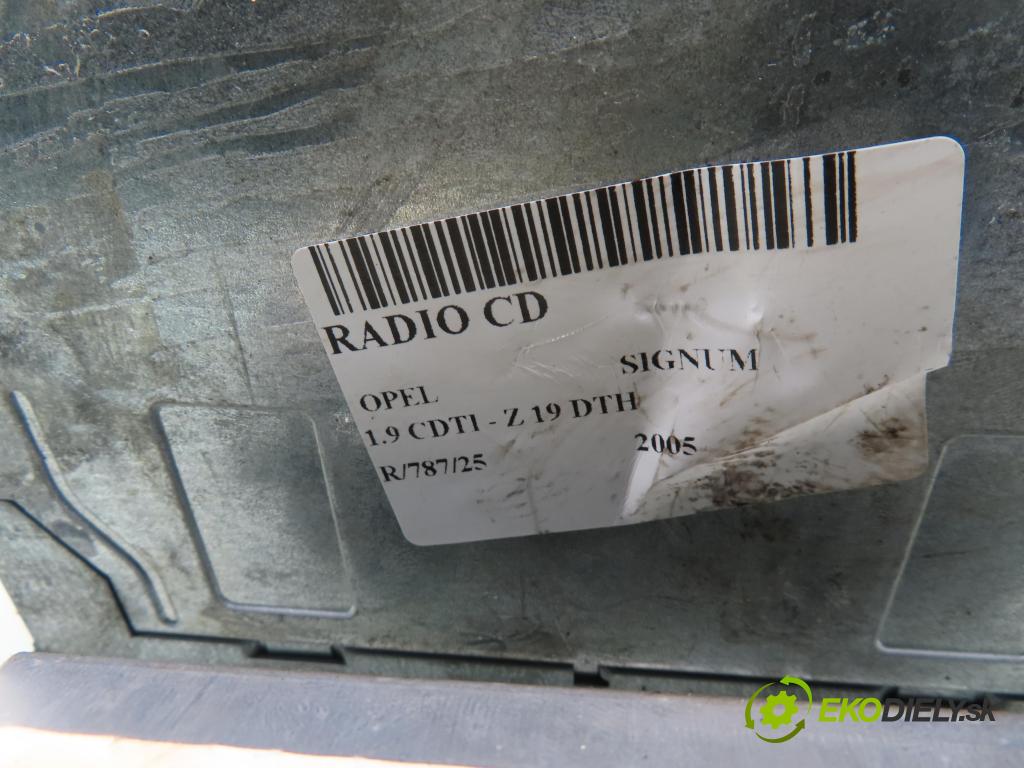 RADIO CD
OPEL SIGNUM
1.9 CDTI - Z 19 DTH
R/787/25 2005
EKODIELY.sk